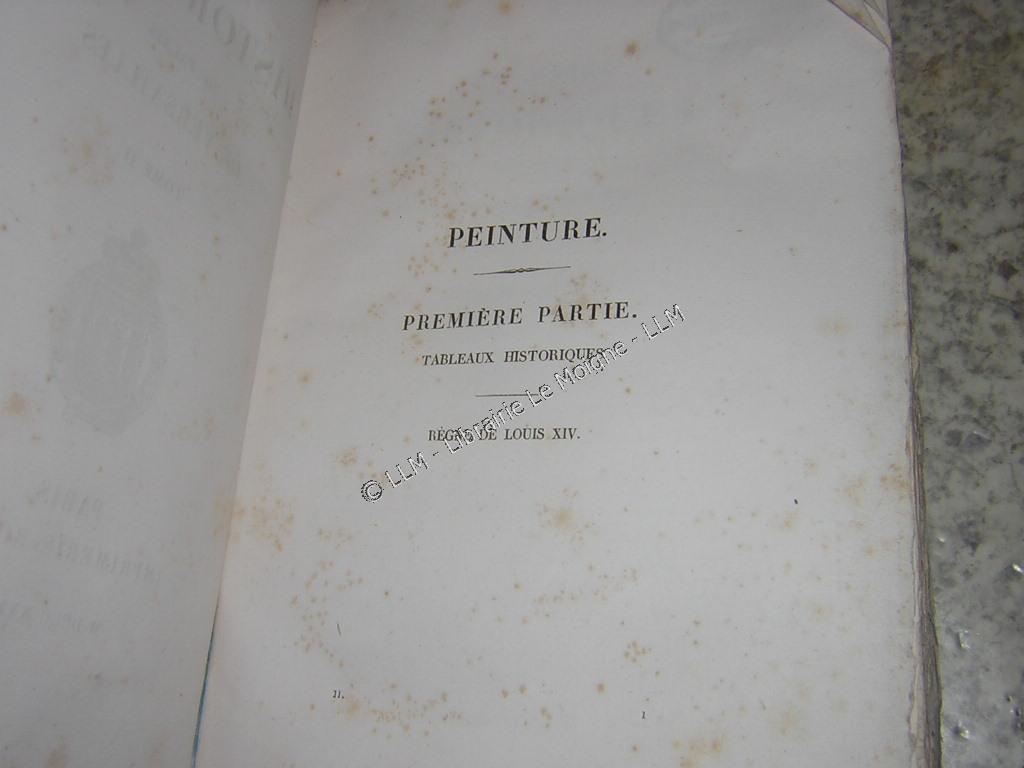 PEINTURE.
PREMIÈRE PARTIE.
TABLEAUX HISTORIQUES.
RÈGNE DE LOUIS XIV.
© LLM - Librairie Le Moigne - LLM
II.
1